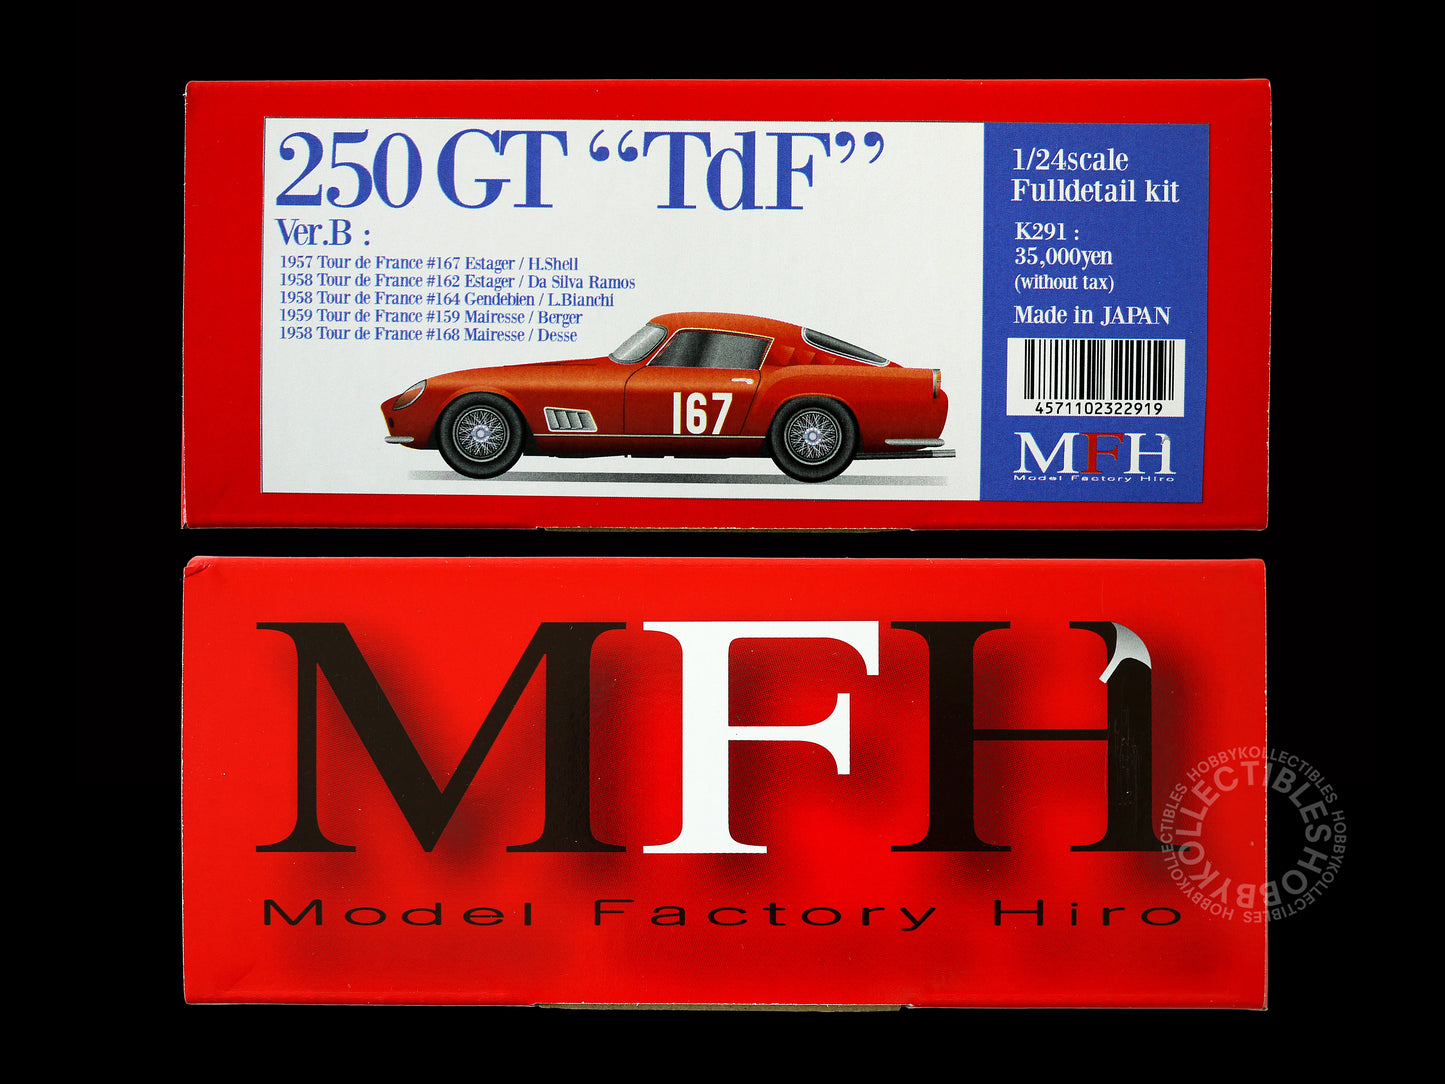 250 GT “TdF”
Ver.B :
1957 Tour de France #167 Estager / H.Shell
1958 Tour de France #162 Estager / Da Silva Ramos
1958 Tour de France #164 Gendebien / L.Bianchi
1959 Tour de France #159 Mairesse / Berger
1958 Tour de France #168 Mairesse / Desse
167
1/24scale
Fulldetail kit
K291 :
35,000yen
(without tax)
Made in JAPAN
4571102322919
MFH
Model Factory Hiro
MFH
Model Factory Hiro
HOBBYKOLLECTIBLES HOBBYKOLLECTIBLES HOBBYKOLLECTIBLES
HOBBYKOLLECTIBLES